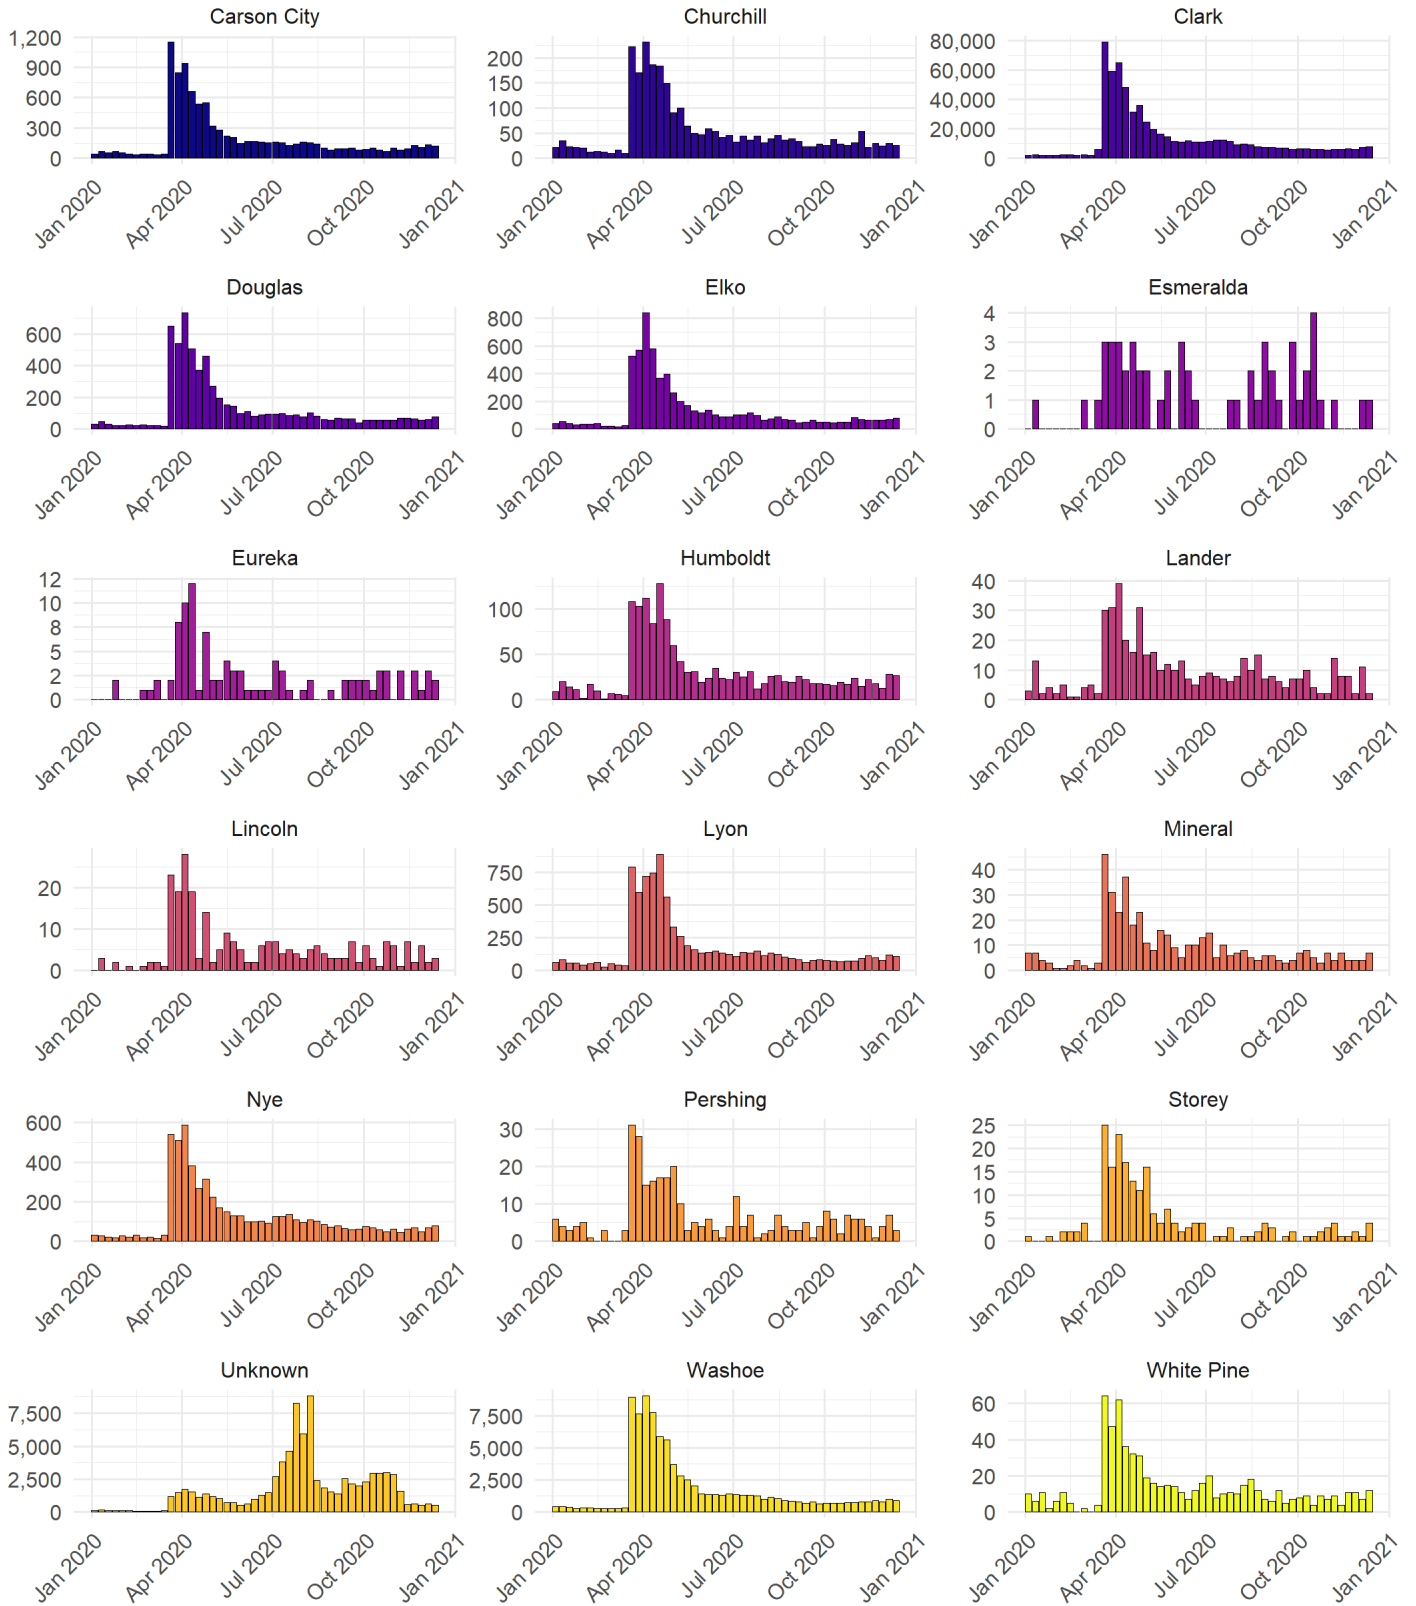 Carson City
Churchill
Clark
1,200
900
600
300
0
200
150
100
50
0
80,000
60,000
40,000
20,000
0
Jan 2020 Apr 2020 Jul 2020 Oct 2020 Jan 2021
Jan 2020 Apr 2020 Jul 2020 Oct 2020 Jan 2021
Jan 2020 Apr 2020 Jul 2020 Oct 2020 Jan 2021
Douglas
Elko
Esmeralda
600
400
200
0
800
600
400
200
0
4
3
2
1
0
Jan 2020 Apr 2020 Jul 2020 Oct 2020 Jan 2021
Jan 2020 Apr 2020 Jul 2020 Oct 2020 Jan 2021
Jan 2020 Apr 2020 Jul 2020 Oct 2020 Jan 2021
Eureka
Humboldt
Lander
12
10
8
5
2
0
100
50
0
40
30
20
10
0
Jan 2020 Apr 2020 Jul 2020 Oct 2020 Jan 2021
Jan 2020 Apr 2020 Jul 2020 Oct 2020 Jan 2021
Jan 2020 Apr 2020 Jul 2020 Oct 2020 Jan 2021
Lincoln
Lyon
Mineral
20
10
0
750
500
250
0
40
30
20
10
0
Jan 2020 Apr 2020 Jul 2020 Oct 2020 Jan 2021
Jan 2020 Apr 2020 Jul 2020 Oct 2020 Jan 2021
Jan 2020 Apr 2020 Jul 2020 Oct 2020 Jan 2021
Nye
Pershing
Storey
600
400
200
0
30
20
10
0
25
20
15
10
5
0
Jan 2020 Apr 2020 Jul 2020 Oct 2020 Jan 2021
Jan 2020 Apr 2020 Jul 2020 Oct 2020 Jan 2021
Jan 2020 Apr 2020 Jul 2020 Oct 2020 Jan 2021
Unknown
Washoe
White Pine
7,500
5,000
2,500
0
7,500
5,000
2,500
0
60
40
20
0
Jan 2020 Apr 2020 Jul 2020 Oct 2020 Jan 2021
Jan 2020 Apr 2020 Jul 2020 Oct 2020 Jan 2021
Jan 2020 Apr 2020 Jul 2020 Oct 2020 Jan 2021